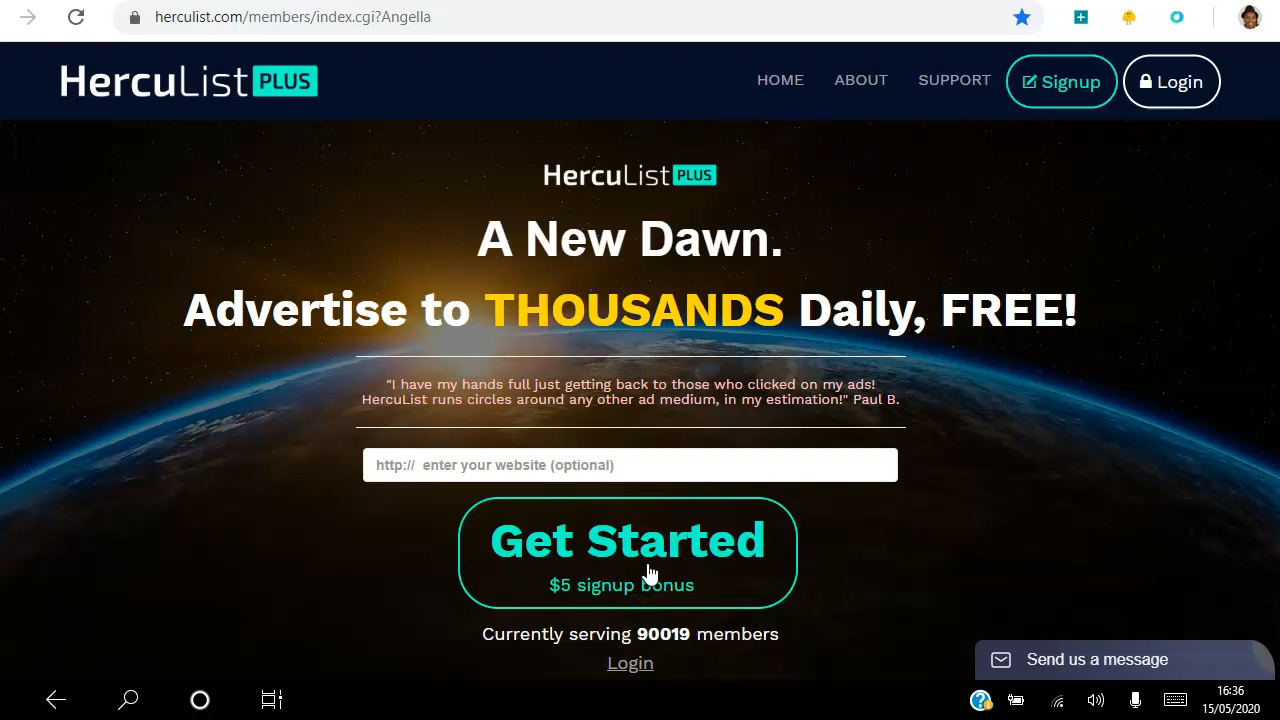 herculist.com/members/index.cgi?Angella
HercuList PLUS
HOME
ABOUT
SUPPORT
Signup
Login
HercuList PLUS
A New Dawn.
Advertise to THOUSANDS Daily, FREE!
"I have my hands full just getting back to those who clicked on my ads!
HercuList runs circles around any other ad medium, in my estimation!" Paul B.
http:// enter your website (optional)
Get Started
$5 signup bonus
Currently serving 90019 members
Login
Send us a message
16:36
15/05/2020